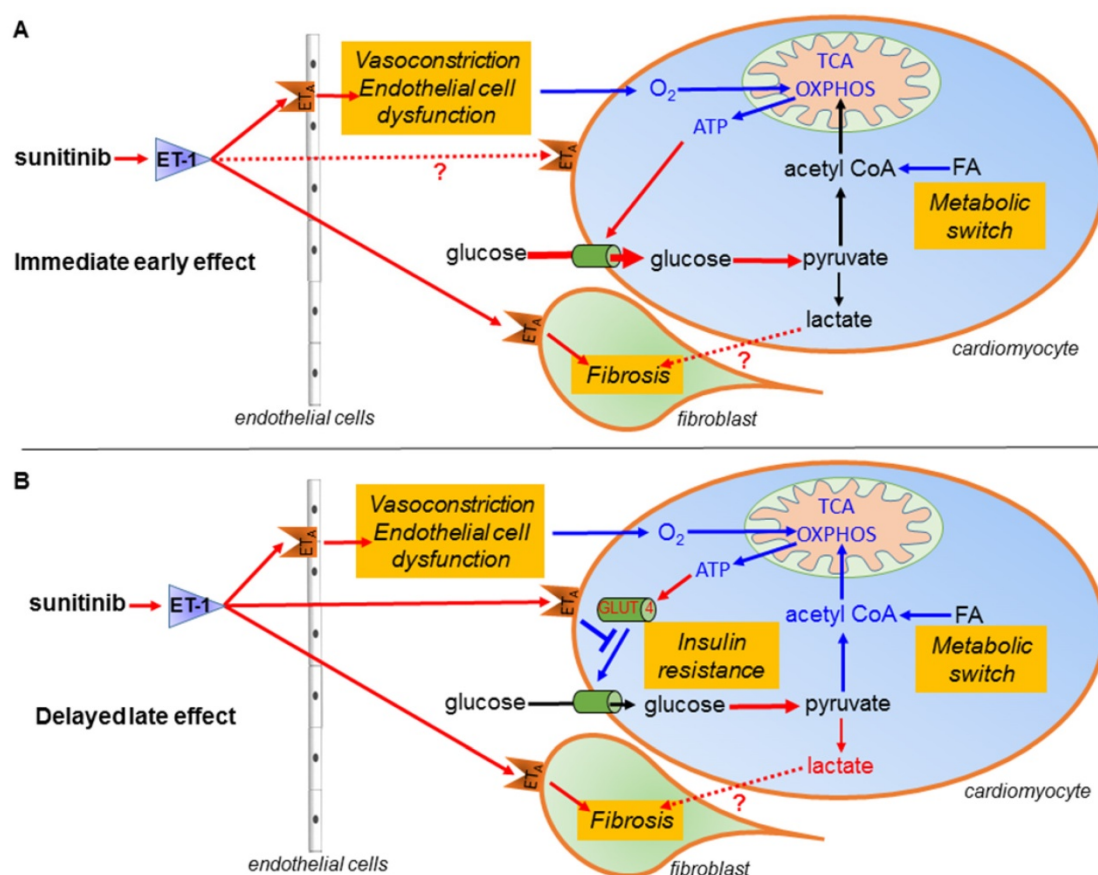 A
Vasoconstriction
Endothelial cell
dysfunction
TCA
OXPHOS
O2
ATP
ETA
sunitinib
ET-1
?
ETA
acetyl CoA
FA
Metabolic
switch
Immediate early effect
glucose
glucose
pyruvate
lactate
ETA
?
Fibrosis
cardiomyocyte
endothelial cells
fibroblast
B
Vasoconstriction
Endothelial cell
dysfunction
TCA
OXPHOS
O2
ATP
ETA
sunitinib
ET-1
ETA
GLUT 4
acetyl CoA
FA
Insulin
resistance
Metabolic
switch
Delayed late effect
glucose
glucose
pyruvate
lactate
ETA
?
Fibrosis
cardiomyocyte
endothelial cells
fibroblast